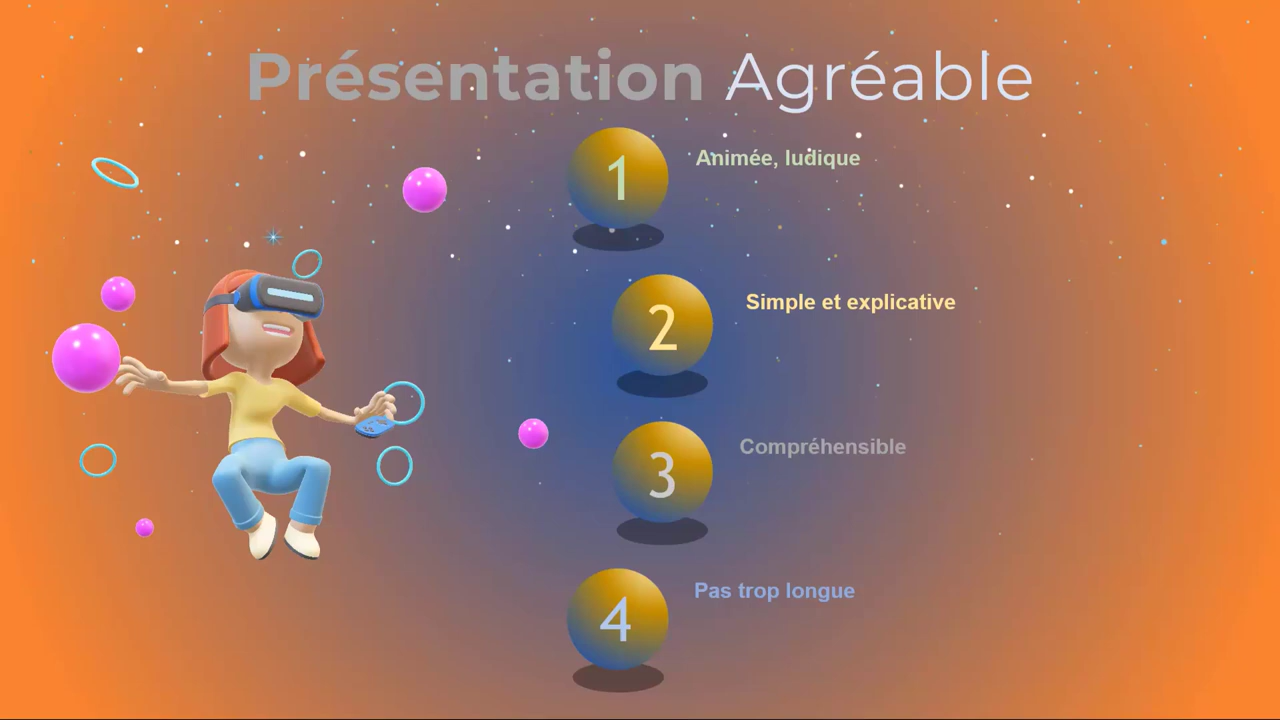 Présentation Agréable
1
Animée, ludique
2
Simple et explicative
3
Compréhensible
4
Pas trop longue